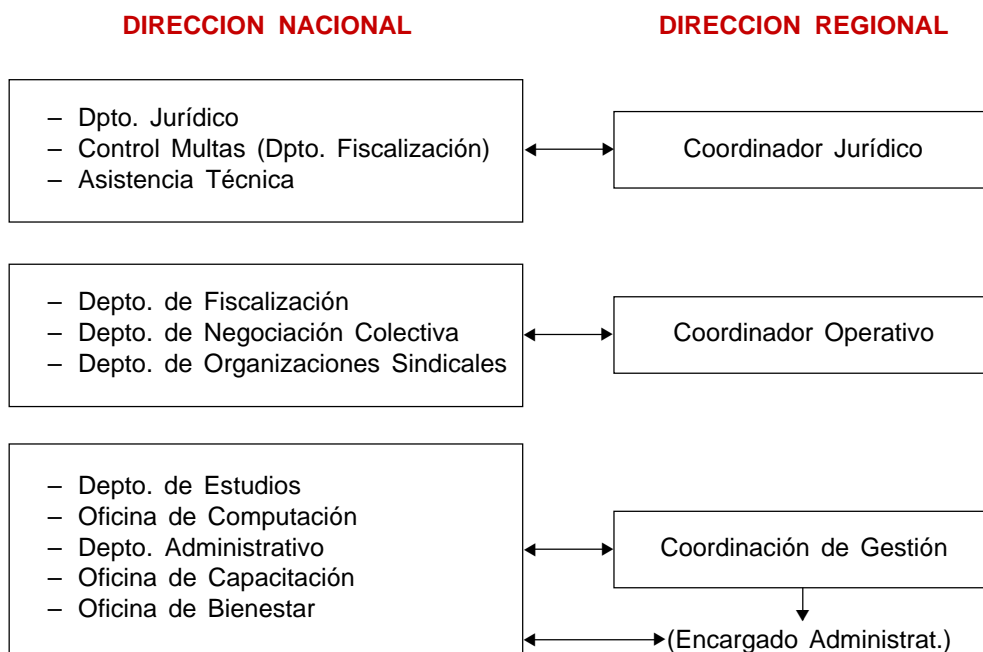 DIRECCION NACIONAL
DIRECCION REGIONAL
– Dpto. Jurídico
– Control Multas (Dpto. Fiscalización)
– Asistencia Técnica
Coordinador Jurídico
– Depto. de Fiscalización
– Depto. de Negociación Colectiva
– Depto. de Organizaciones Sindicales
Coordinador Operativo
– Depto. de Estudios
– Oficina de Computación
– Depto. Administrativo
– Oficina de Capacitación
– Oficina de Bienestar
Coordinación de Gestión
(Encargado Administrat.)